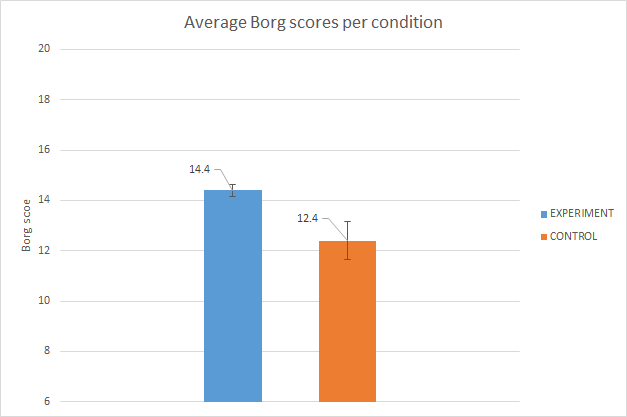 Average Borg scores per condition
20
18
16
14
12
10
8
6
Borg scoe
14.4
12.4
EXPERIMENT
CONTROL